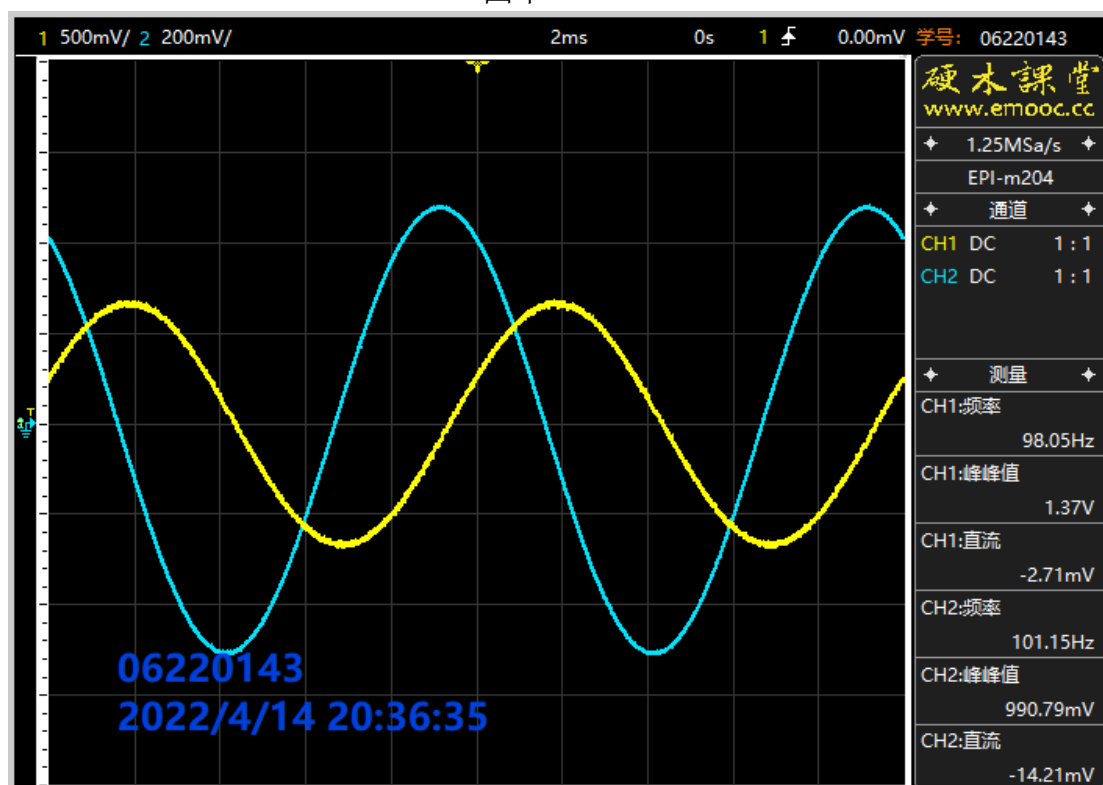 1 500mV/ 2 200mV/ 2ms 0s 1 0.00mV 学号: 06220143
硬木課堂
www.emooc.cc
1.25MSa/s
EPI-m204
通道
CH1 DC 1 : 1
CH2 DC 1 : 1
测量
CH1:频率
98.05Hz
CH1:峰峰值
1.37V
CH1:直流
-2.71mV
CH2:频率
101.15Hz
CH2:峰峰值
990.79mV
CH2:直流
-14.21mV
T
06220143
2022/4/14 20:36:35